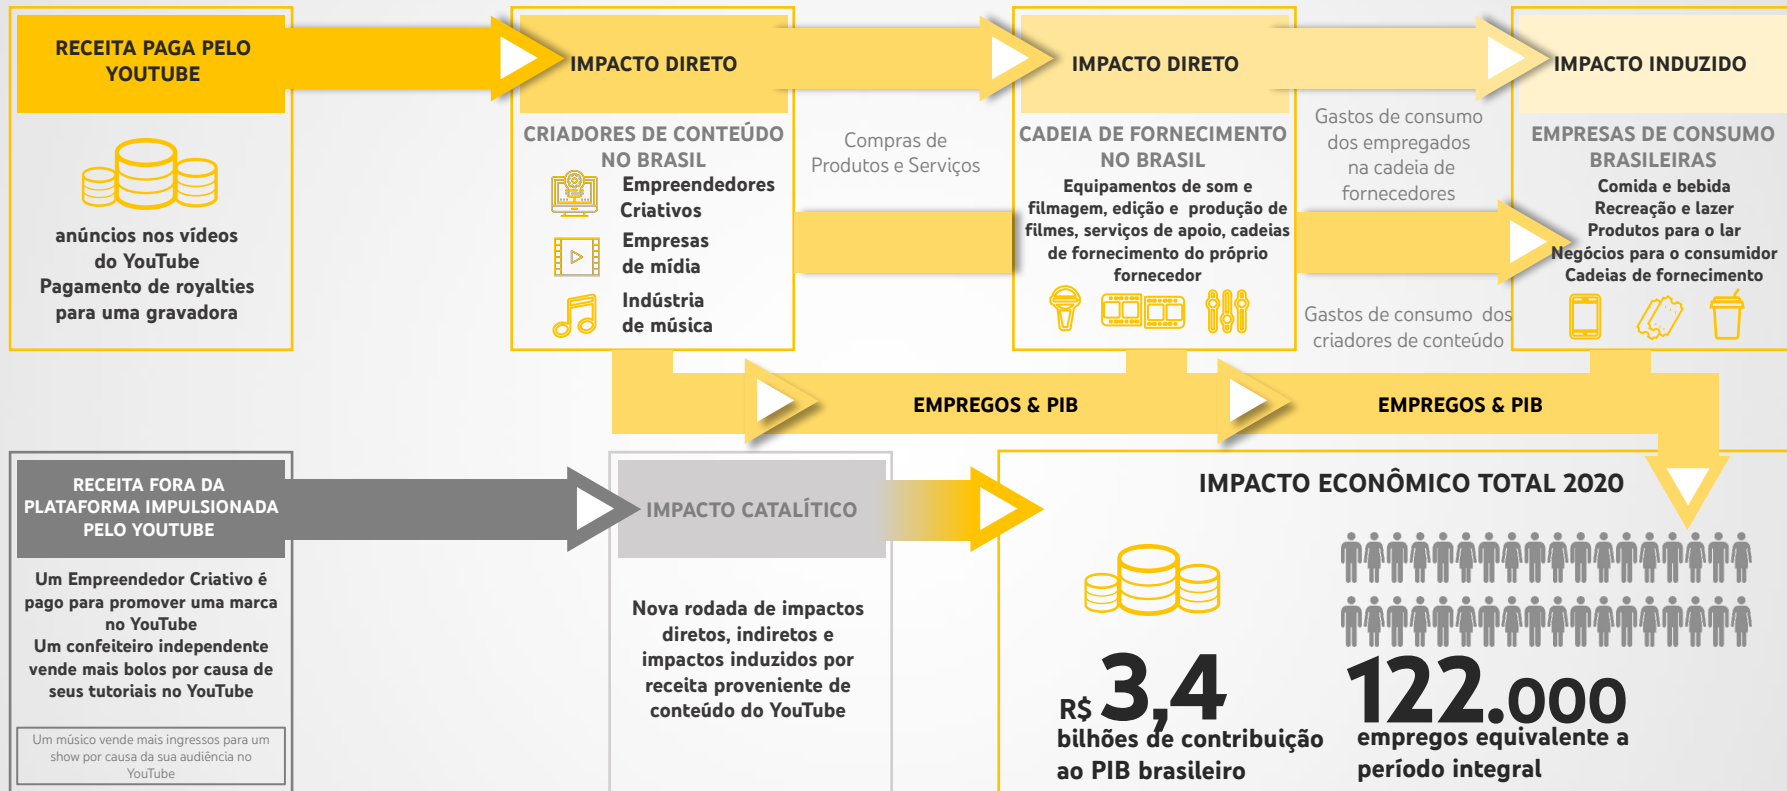 RECEITA PAGA PELO
YOUTUBE
anúncios nos vídeos
do YouTube
Pagamento de royalties
para uma gravadora
IMPACTO DIRETO
CRIADORES DE CONTEÚDO
NO BRASIL
Empreendedores
Criativos
Empresas
de mídia
Indústria
de música
Compras de
Produtos e Serviços
IMPACTO DIRETO
CADEIA DE FORNECIMENTO
NO BRASIL
Equipamentos de som e
filmagem, edição e produção de
filmes, serviços de apoio, cadeias
de fornecimento do próprio
fornecedor
Gastos de consumo
dos empregados
na cadeia de
fornecedores
Gastos de consumo dos
criadores de conteúdo
IMPACTO INDUZIDO
EMPRESAS DE CONSUMO
BRASILEIRAS
Comida e bebida
Recreação e lazer
Produtos para o lar
Negócios para o consumidor
Cadeias de fornecimento
EMPREGOS & PIB
EMPREGOS & PIB
RECEITA FORA DA
PLATAFORMA IMPULSIONADA
PELO YOUTUBE
Um Empreendedor Criativo é
pago para promover uma marca
no YouTube
Um confeiteiro independente
vende mais bolos por causa de
seus tutoriais no YouTube
Um músico vende mais ingressos para um
show por causa da sua audiência no
YouTube
IMPACTO CATALÍTICO
Nova rodada de impactos
diretos, indiretos e
impactos induzidos por
receita proveniente de
conteúdo do YouTube
IMPACTO ECONÔMICO TOTAL 2020
R$ 3,4
bilhões de contribuição
ao PIB brasileiro
122.000
empregos equivalente a
período integral